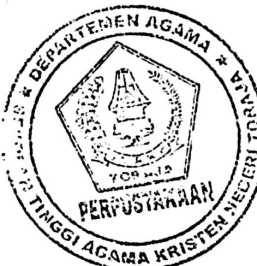 ★ DEPARTEMEN AGAMA ★
TINGGI AGAMA KRISTEN NEGERI TORAJA
PERPUSTAKAAN